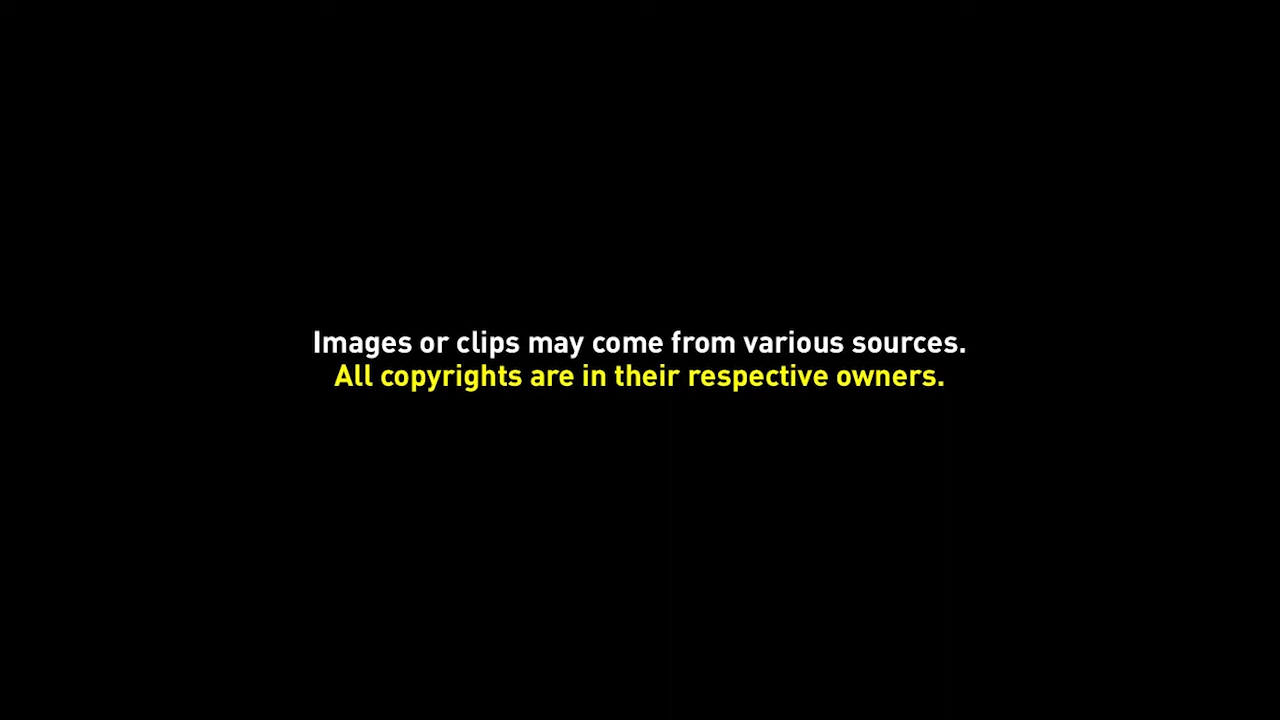 Images or clips may come from various sources.
All copyrights are in their respective owners.